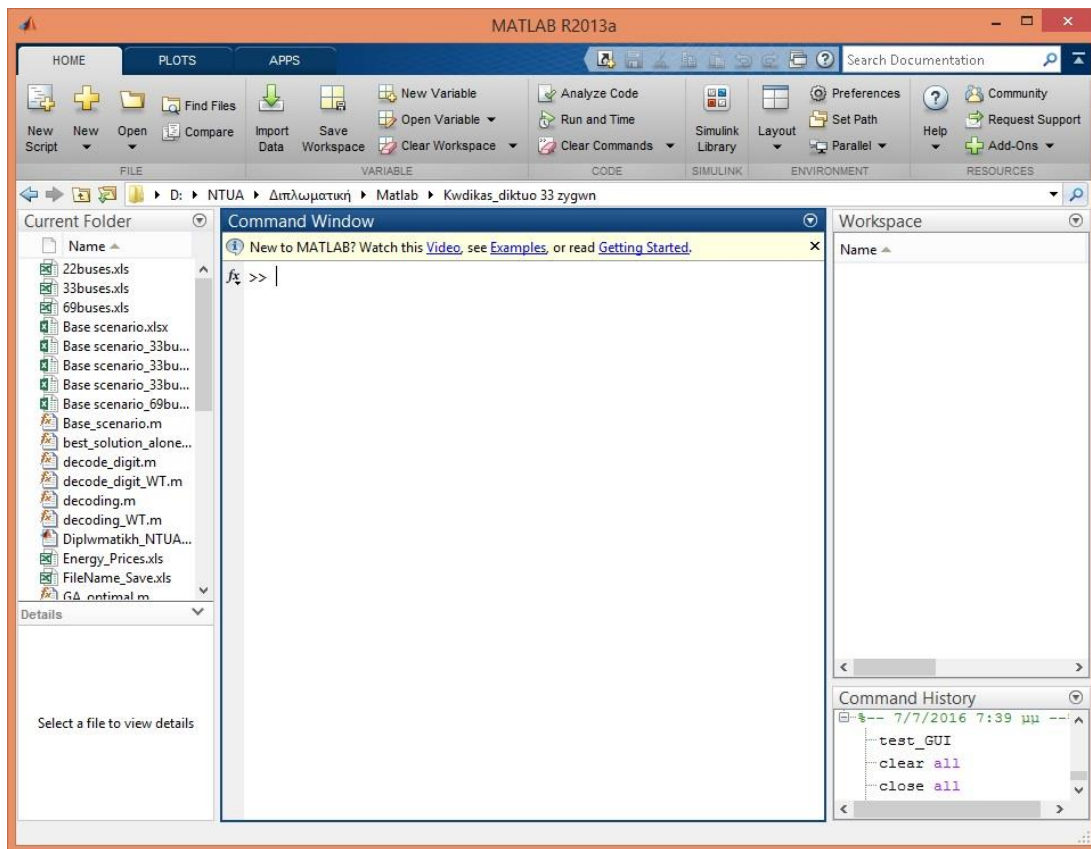 MATLAB R2013a
HOME PLOTS APPS Search Documentation
New Script
New
Open
Find Files
Compare
FILE
Import Data
Save Workspace
New Variable
Open Variable
Clear Workspace
VARIABLE
Analyze Code
Run and Time
Clear Commands
CODE
Simulink Library
SIMULINK
Layout
Preferences
Set Path
Parallel
ENVIRONMENT
Help
Community
Request Support
Add-Ons
RESOURCES
D: NTUA Διπλωματική Matlab Kwdikas_diktuo 33 zygwn
Current Folder
Name
22buses.xls
33buses.xls
69buses.xls
Base scenario.xlsx
Base scenario_33bu...
Base scenario_33bu...
Base scenario_33bu...
Base scenario_69bu...
Base_scenario.m
best_solution_alone...
decode_digit.m
decode_digit_WT.m
decoding.m
decoding_WT.m
Diplwmatikh_NTUA...
Energy_Prices.xls
FileName_Save.xls
GA_optimal.m
Details
Select a file to view details
Command Window
New to MATLAB? Watch this Video, see Examples, or read Getting Started.
fx >>
Workspace
Name
Command History
%-- 7/7/2016 7:39 μμ --
test_GUI
clear all
close all